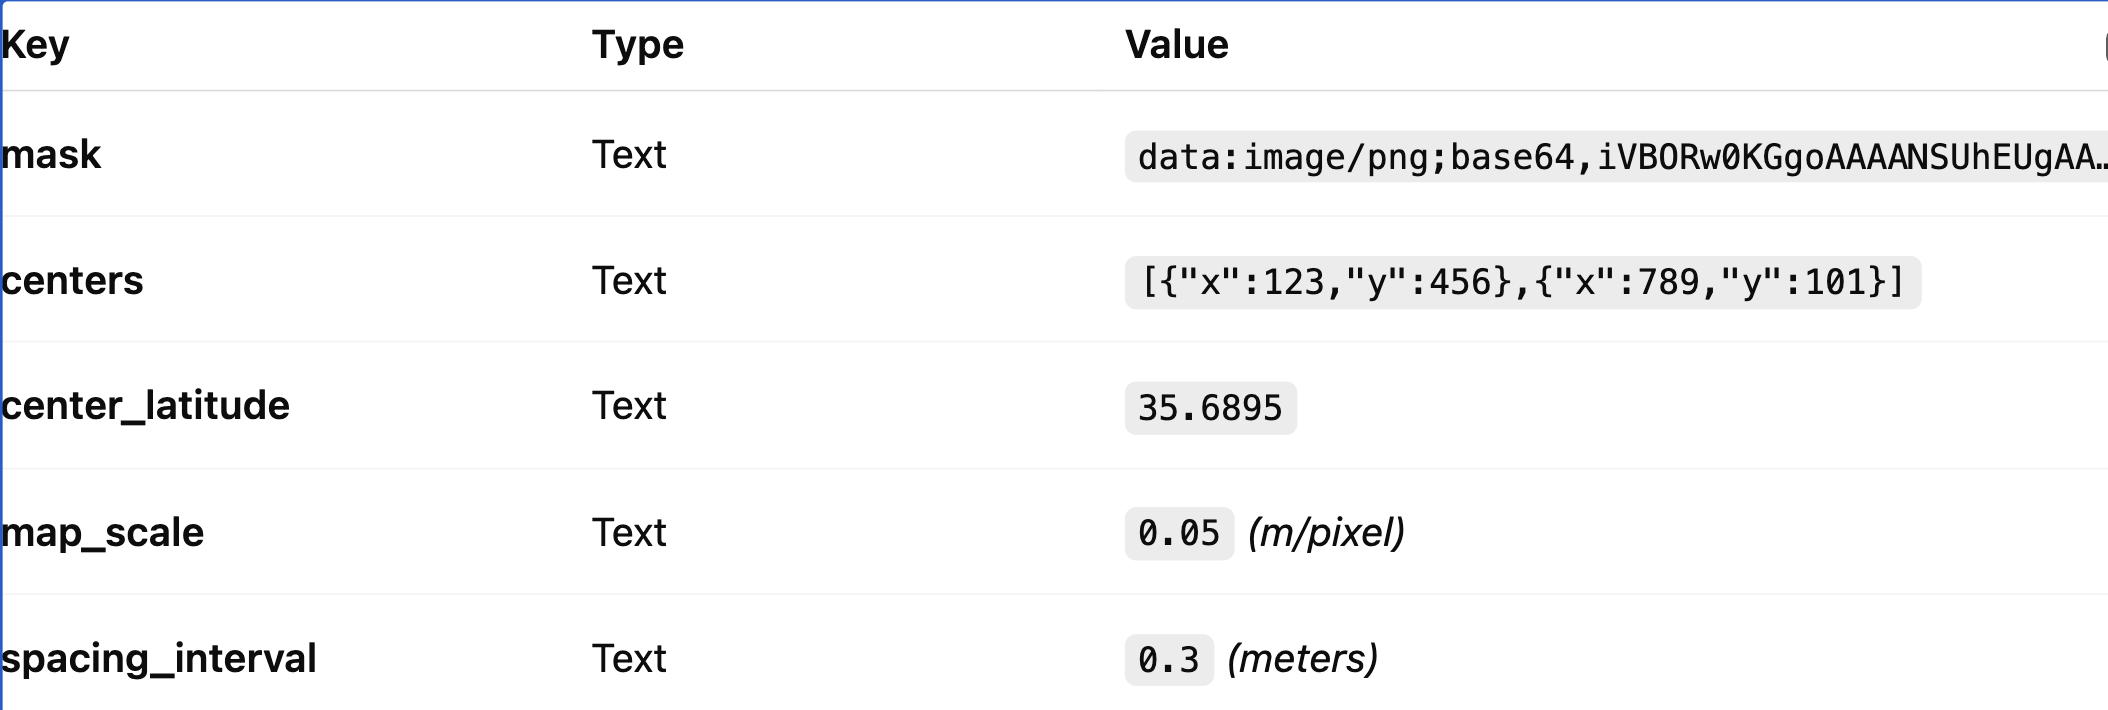 Key Type Value
mask Text data:image/png;base64,iVBORw0KGgoAAAANSUhEUgAA…
centers Text [{"x":123,"y":456},{"x":789,"y":101}]
center_latitude Text 35.6895
map_scale Text 0.05 (m/pixel)
spacing_interval Text 0.3 (meters)